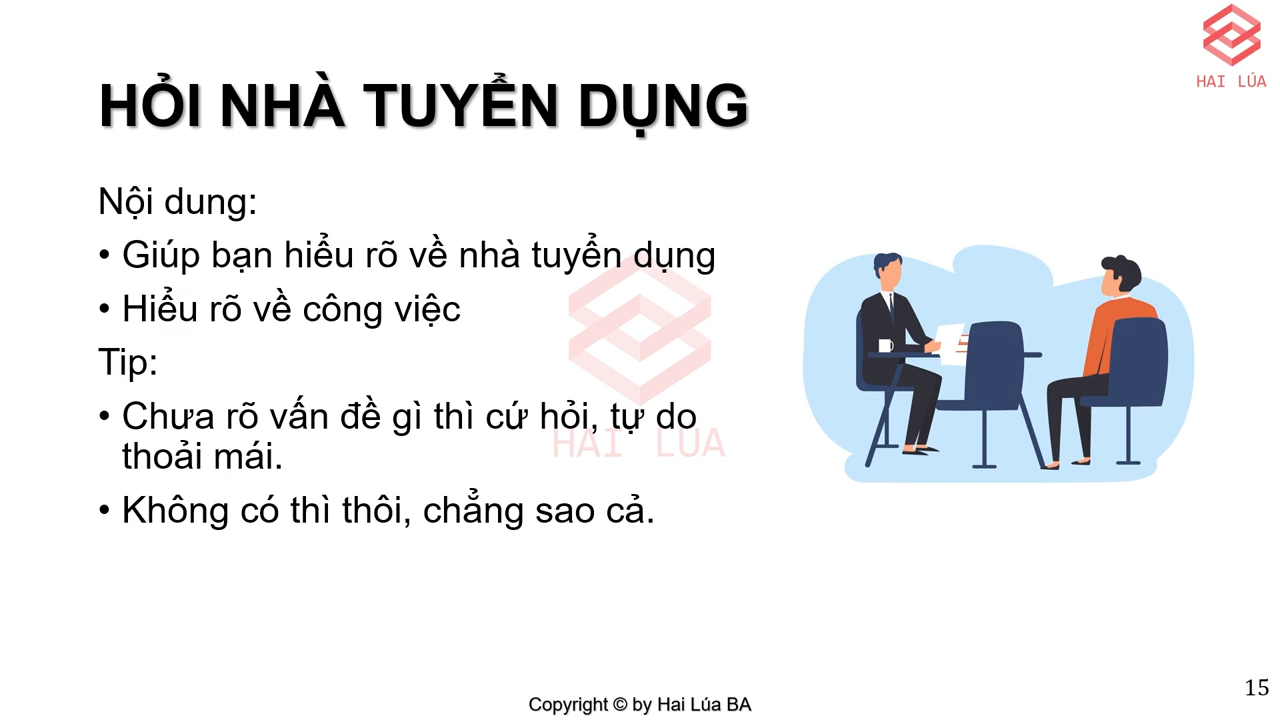 HAI LÚA
HỎI NHÀ TUYỂN DỤNG
Nội dung:
• Giúp bạn hiểu rõ về nhà tuyển dụng
• Hiểu rõ về công việc
Tip:
• Chưa rõ vấn đề gì thì cứ hỏi, tự do
thoải mái.
HAI LÚA
• Không có thì thôi, chẳng sao cả.
Copyright © by Hai Lúa BA
15